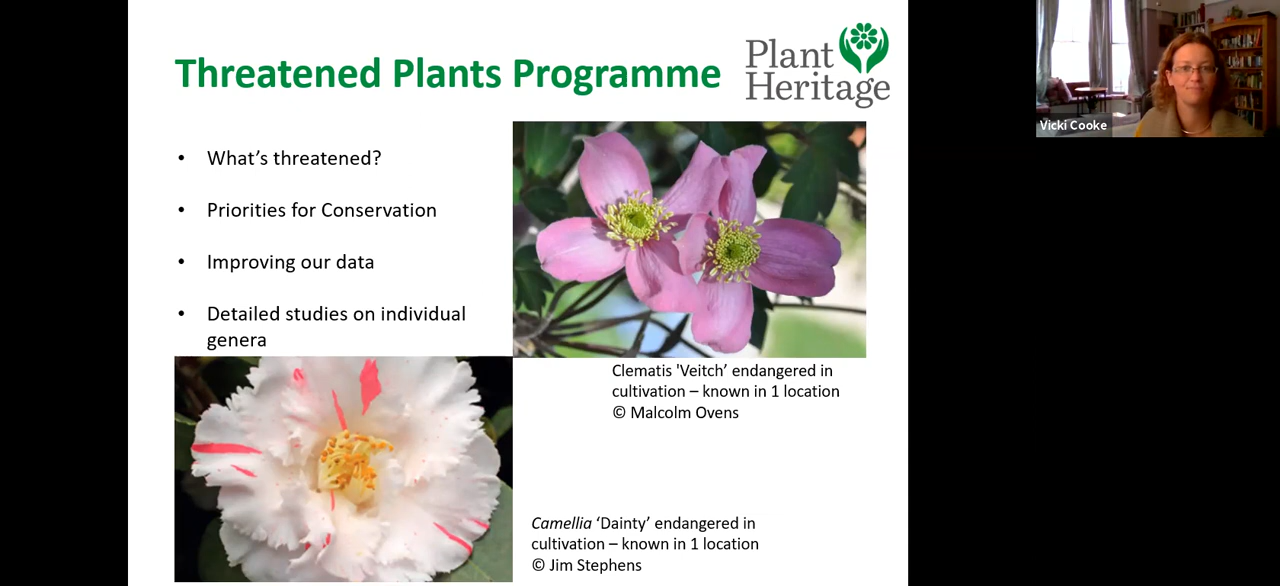 Threatened Plants Programme
Plant
Heritage
Vicki Cooke
• What’s threatened?
• Priorities for Conservation
• Improving our data
• Detailed studies on individual
genera
Clematis 'Veitch’ endangered in
cultivation – known in 1 location
© Malcolm Ovens
Camellia ‘Dainty’ endangered in
cultivation – known in 1 location
© Jim Stephens